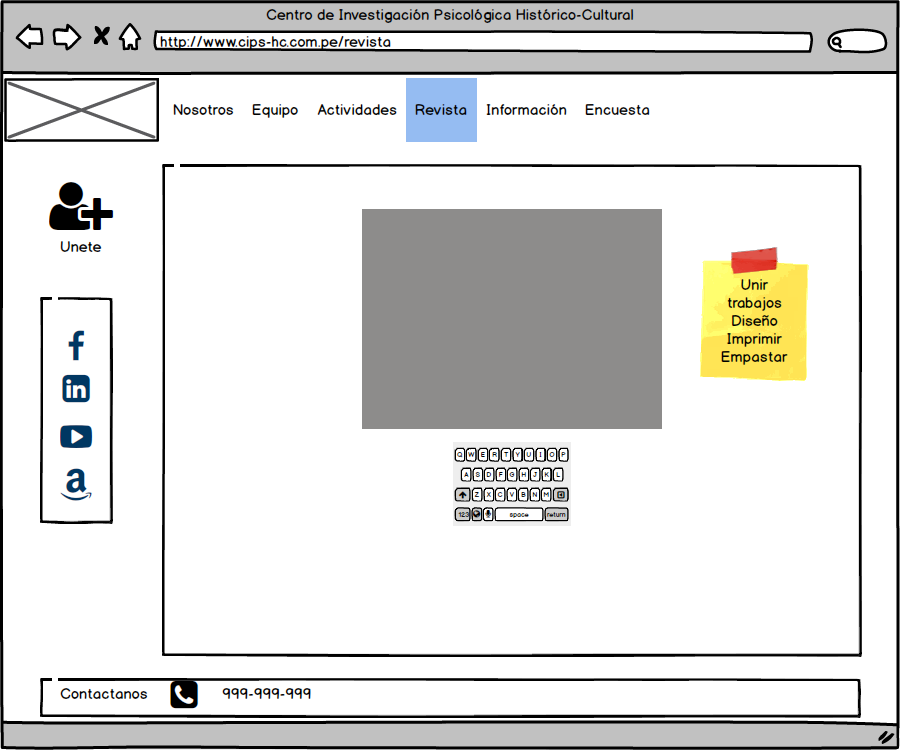 Centro de Investigación Psicológica Histórico-Cultural
http://www.cips-hc.com.pe/revista
Nosotros Equipo Actividades Revista Información Encuesta
Unete
Unir
trabajos
Diseño
Imprimir
Empastar
Q W E R T Y U I O P
A S D F G H J K L
Z X C V B N M
123 space return
Contactanos 999-999-999